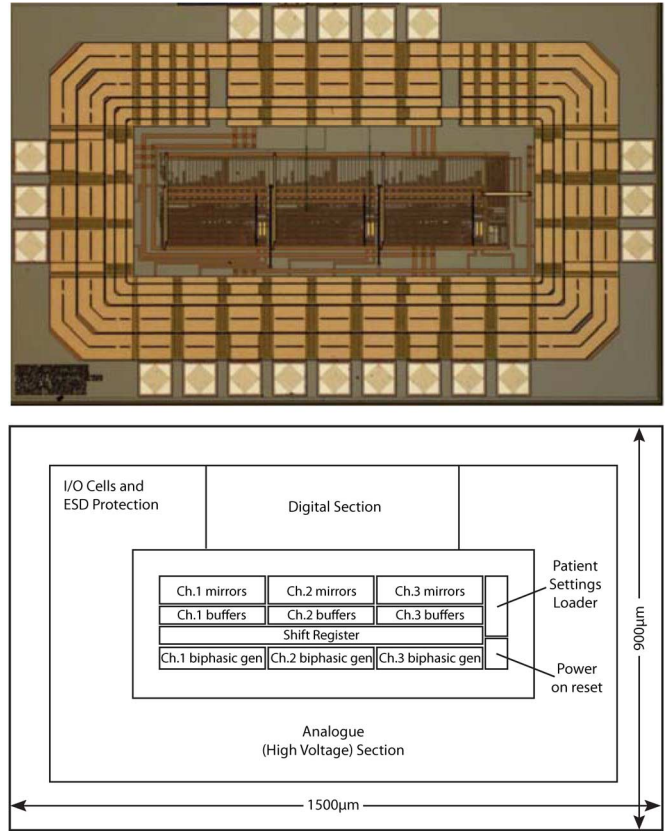 I/O Cells and
ESD Protection
Digital Section
Ch.1 mirrors Ch.2 mirrors Ch.3 mirrors
Ch.1 buffers Ch.2 buffers Ch.3 buffers
Shift Register
Ch.1 biphasic gen Ch.2 biphasic gen Ch.3 biphasic gen
Patient
Settings
Loader
Power
on reset
Analogue
(High Voltage) Section
900µm
1500µm